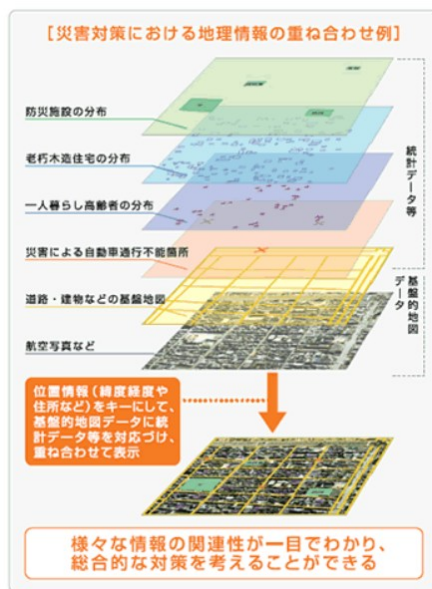 ［災害対策における地理情報の重ね合わせ例］
防災施設の分布
老朽木造住宅の分布
一人暮らし高齢者の分布
災害による自動車通行不能箇所
道路・建物などの基盤地図
航空写真など
統計データ等
基盤的地図
データ
位置情報（緯度経度や
住所など）をキーにして、
基盤的地図データに統
計データ等を対応づけ、
重ね合わせて表示
様々な情報の関連性が一目でわかり、
総合的な対策を考えることができる